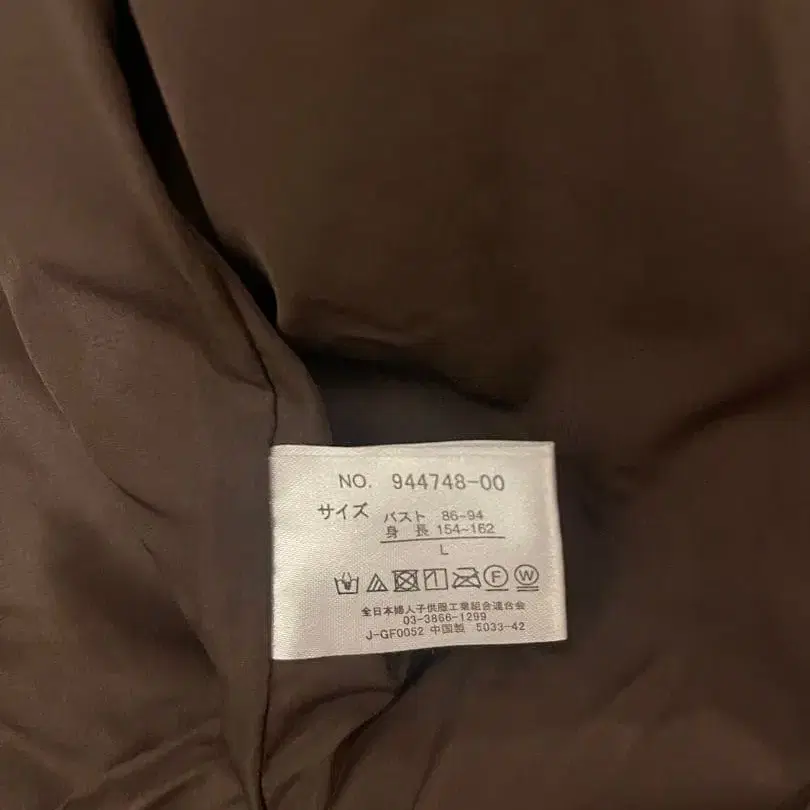 NO. 944748-00
サイズ バスト 86-94
身 長 154~162
L
F W
全日本婦人子供服工業組合連合会
03-3866-1299
J-GF0052 中国製 5033-42